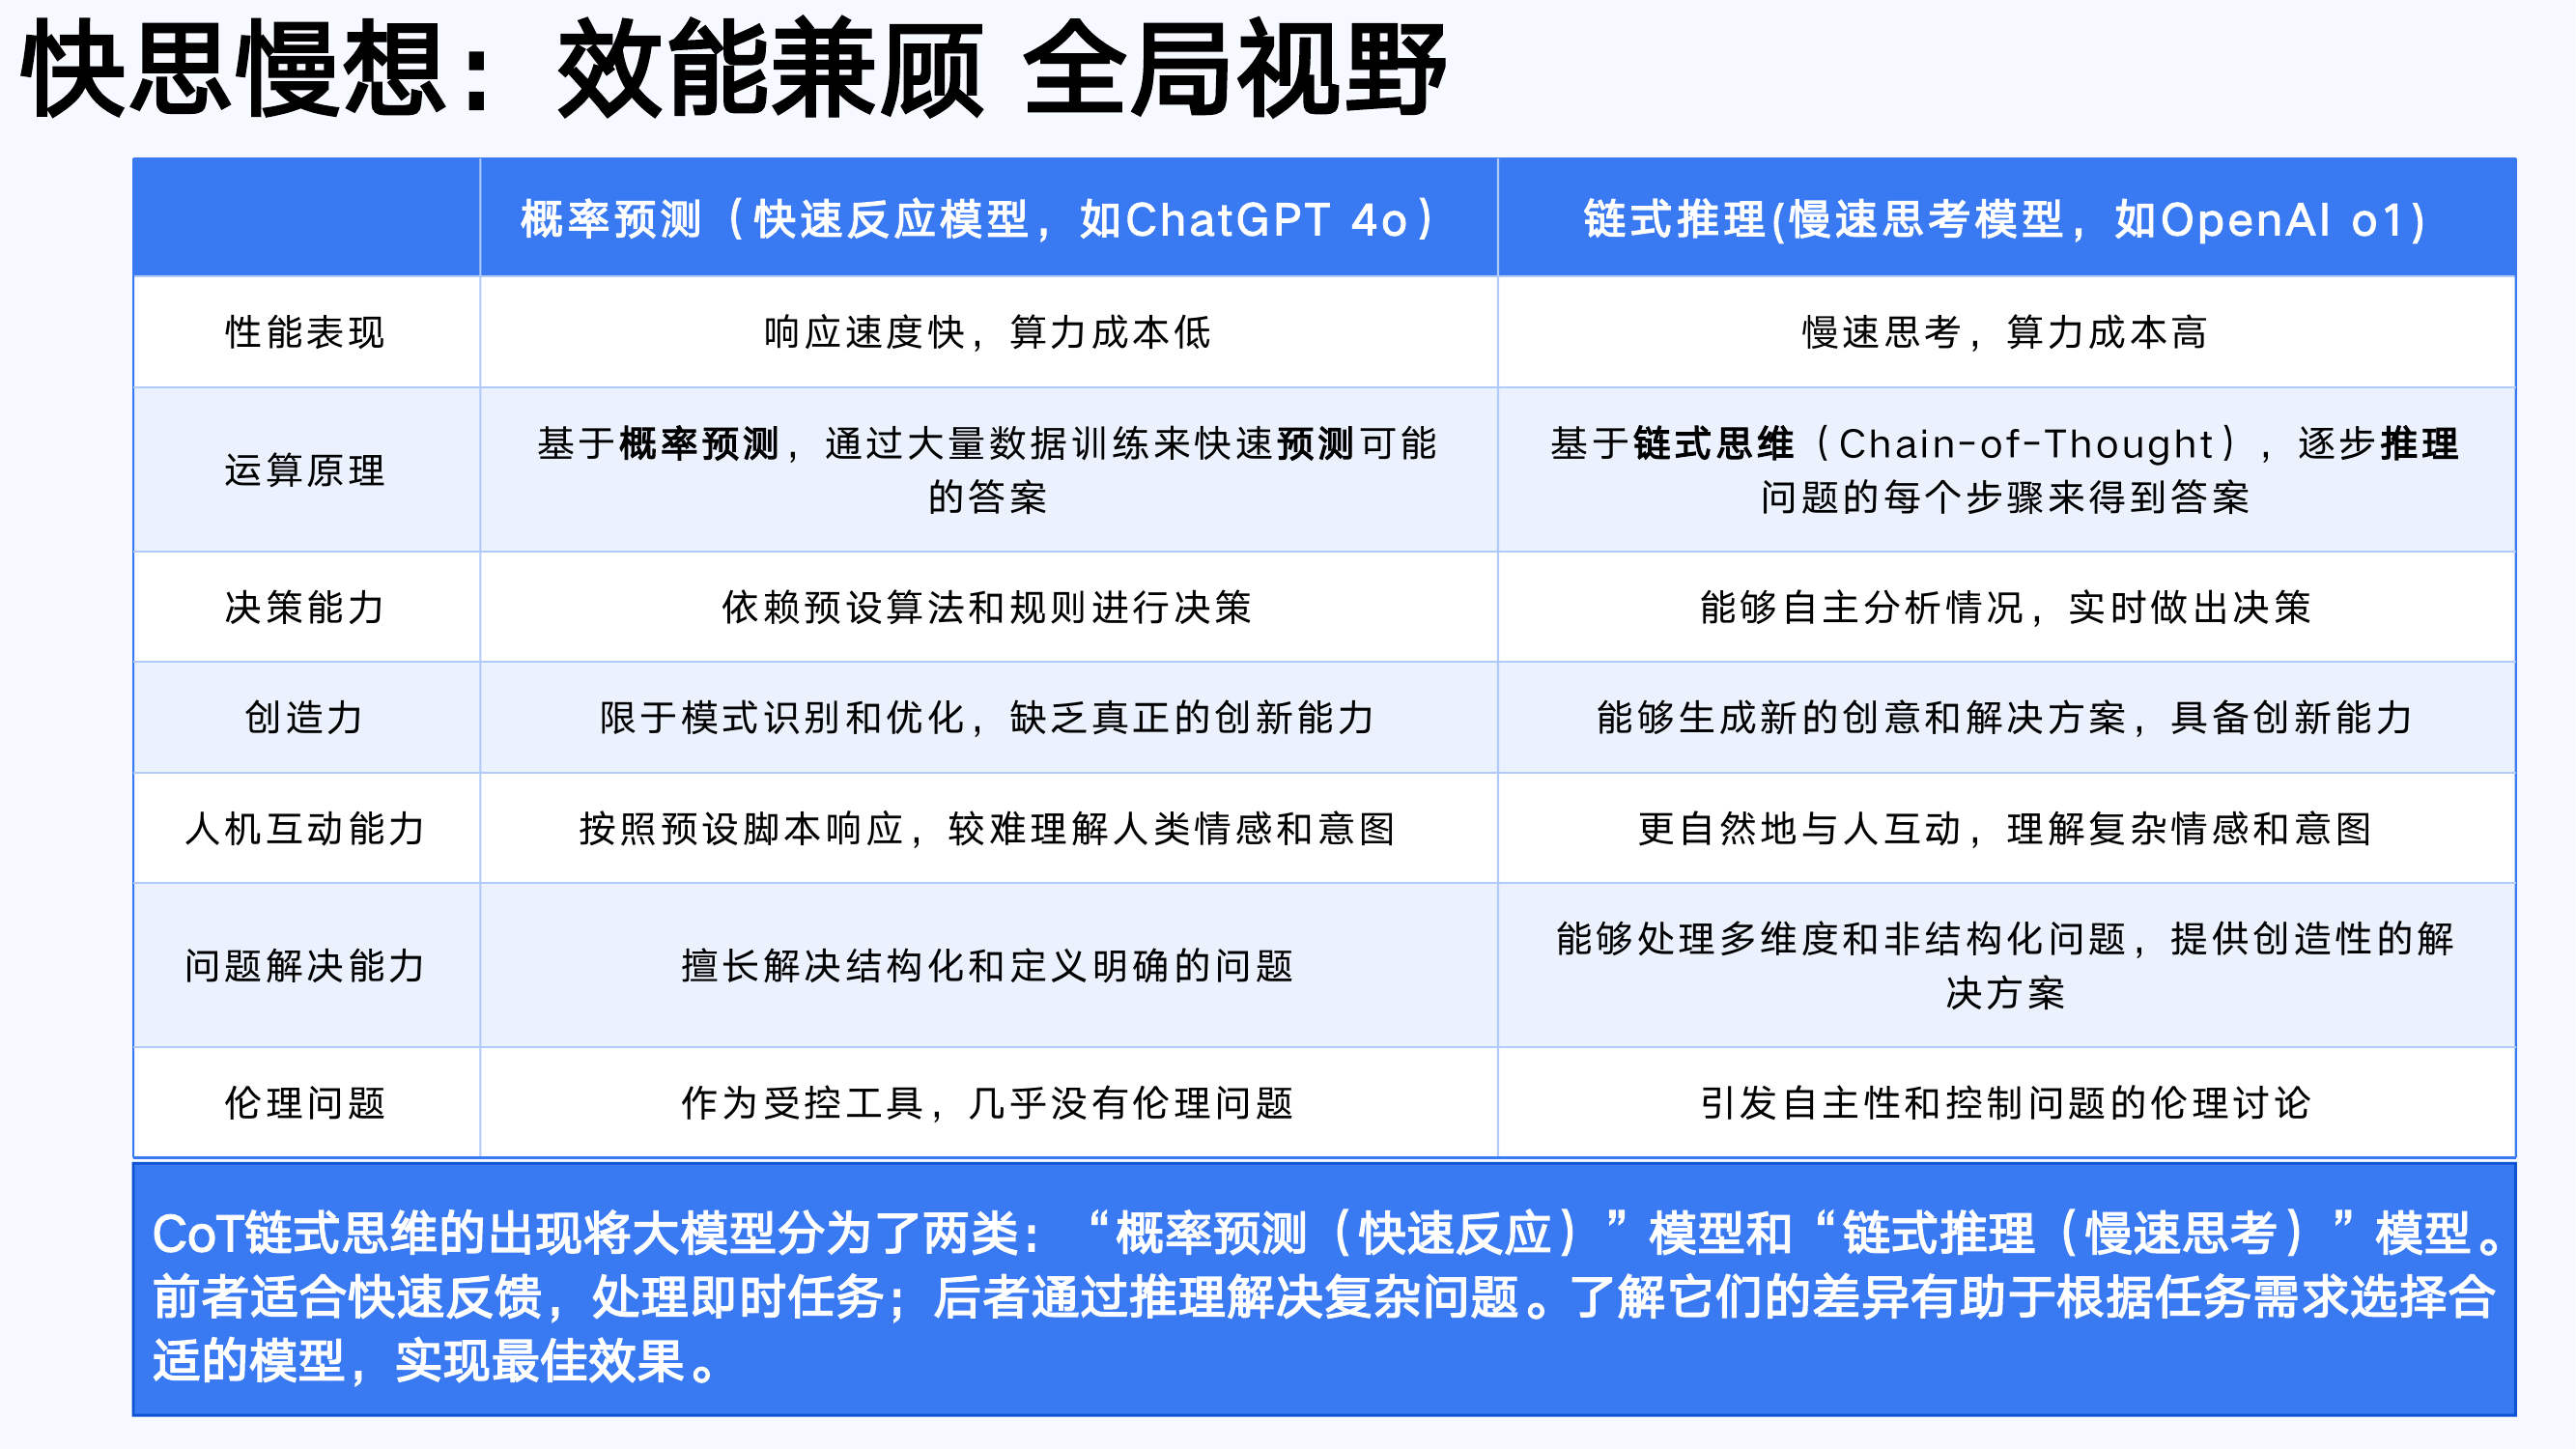 快思慢想：效能兼顾 全局视野
概率预测（快速反应模型，如ChatGPT 4o）
链式推理(慢速思考模型，如OpenAI o1)
性能表现
响应速度快，算力成本低
慢速思考，算力成本高
运算原理
基于概率预测，通过大量数据训练来快速预测可能
的答案
基于链式思维（Chain-of-Thought），逐步推理
问题的每个步骤来得到答案
决策能力
依赖预设算法和规则进行决策
能够自主分析情况，实时做出决策
创造力
限于模式识别和优化，缺乏真正的创新能力
能够生成新的创意和解决方案，具备创新能力
人机互动能力
按照预设脚本响应，较难理解人类情感和意图
更自然地与人互动，理解复杂情感和意图
问题解决能力
擅长解决结构化和定义明确的问题
能够处理多维度和非结构化问题，提供创造性的解
决方案
伦理问题
作为受控工具，几乎没有伦理问题
引发自主性和控制问题的伦理讨论
CoT链式思维的出现将大模型分为了两类：“概率预测（快速反应）”模型和“链式推理（慢速思考）”模型。
前者适合快速反馈，处理即时任务；后者通过推理解决复杂问题。了解它们的差异有助于根据任务需求选择合
适的模型，实现最佳效果。